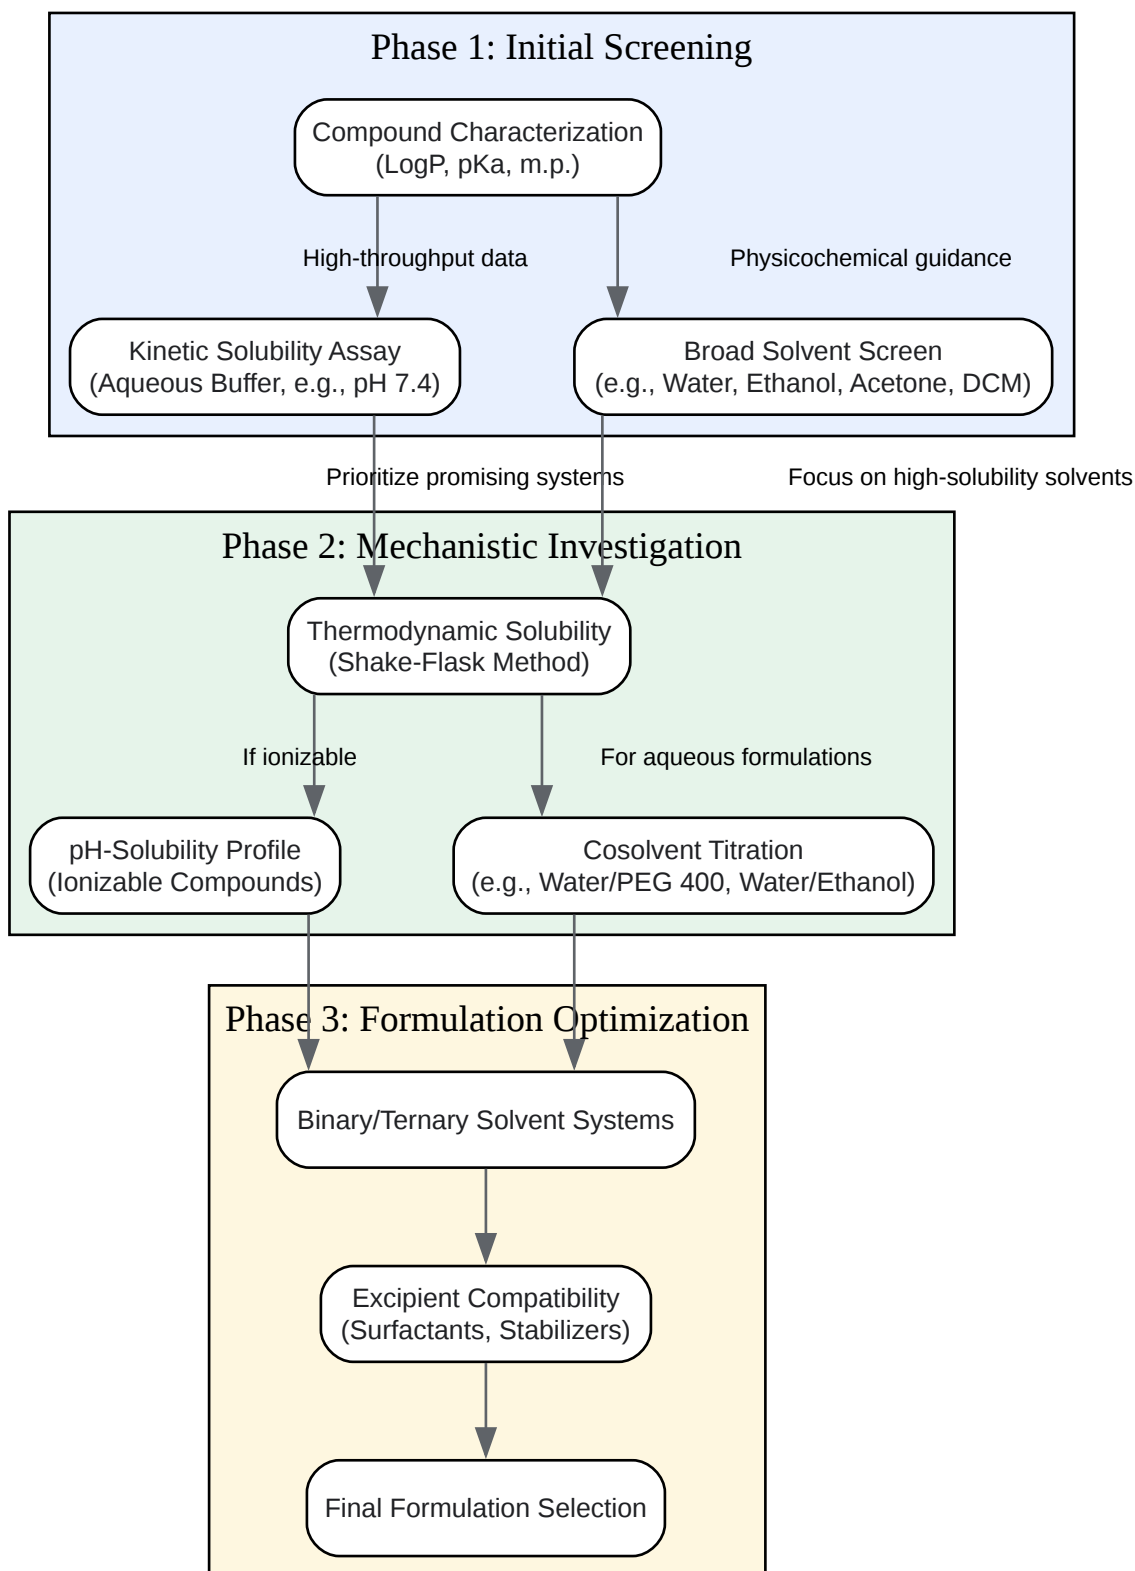 Phase 1: Initial Screening
Compound Characterization
(LogP, pKa, m.p.)
High-throughput data
Physicochemical guidance
Kinetic Solubility Assay
(Aqueous Buffer, e.g., pH 7.4)
Broad Solvent Screen
(e.g., Water, Ethanol, Acetone, DCM)
Prioritize promising systems
Focus on high-solubility solvents
Phase 2: Mechanistic Investigation
Thermodynamic Solubility
(Shake-Flask Method)
If ionizable
For aqueous formulations
pH-Solubility Profile
(Ionizable Compounds)
Cosolvent Titration
(e.g., Water/PEG 400, Water/Ethanol)
Phase 3: Formulation Optimization
Binary/Ternary Solvent Systems
Excipient Compatibility
(Surfactants, Stabilizers)
Final Formulation Selection